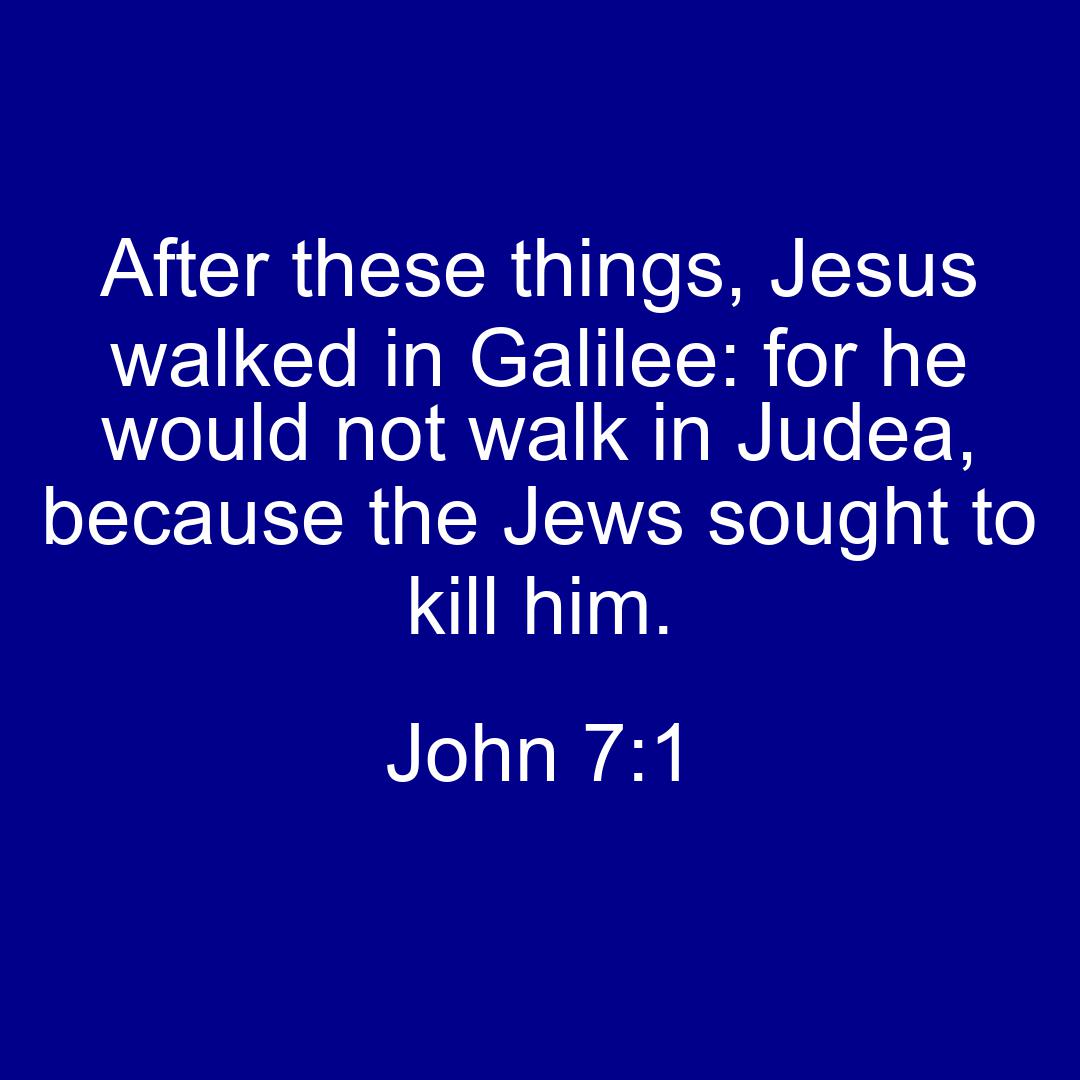 After these things, Jesus
walked in Galilee: for he
would not walk in Judea,
because the Jews sought to
kill him.
John 7:1